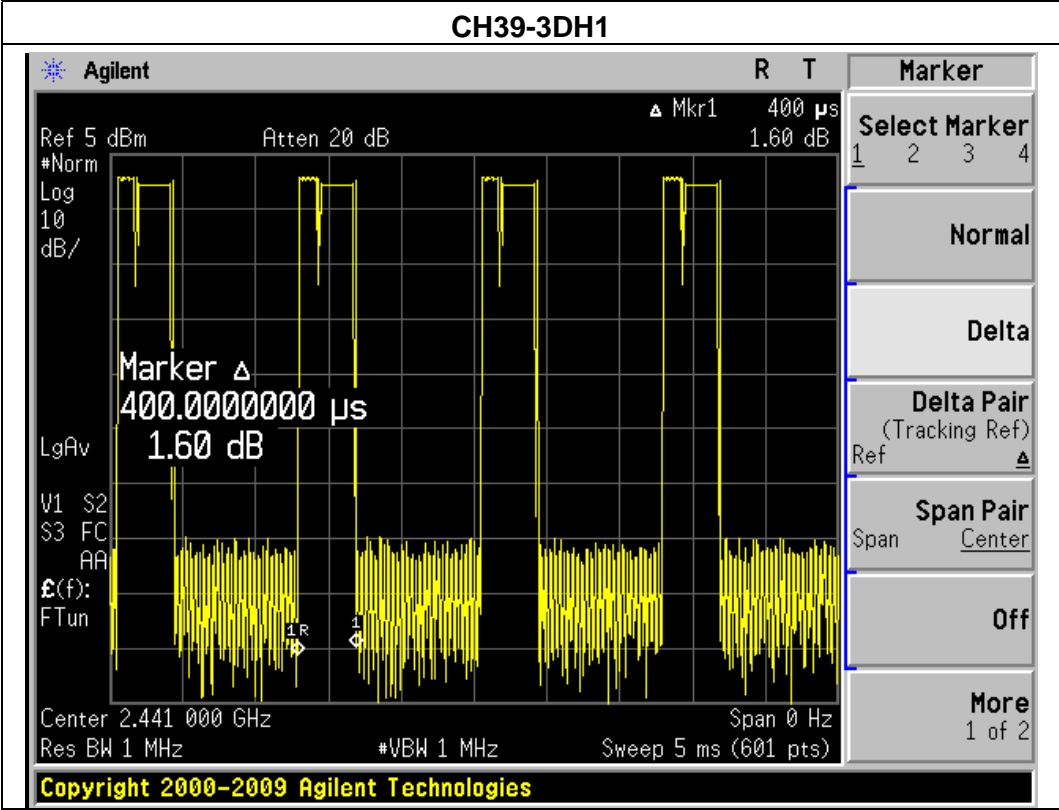 CH39-3DH1
Agilent R T Marker
Δ Mkr1 400 µs
Ref 5 dBm Atten 20 dB 1.60 dB
#Norm
Log
10
dB/
Marker Δ
400.0000000 µs
1.60 dB
LgAv
V1 S2
S3 FC
AA
£(f):
FTun
1R 1
Center 2.441 000 GHz Span 0 Hz
Res BW 1 MHz #VBW 1 MHz Sweep 5 ms (601 pts)
Select Marker
1 2 3 4
Normal
Delta
Delta Pair
(Tracking Ref)
Ref Δ
Span Pair
Span Center
Off
More
1 of 2
Copyright 2000-2009 Agilent Technologies